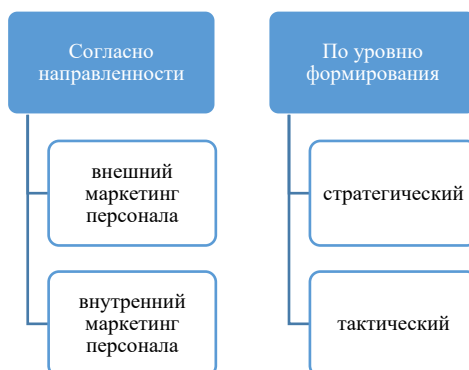 Согласно
направленности
внешний
маркетинг
персонала
внутренний
маркетинг
персонала
По уровню
формирования
стратегический
тактический